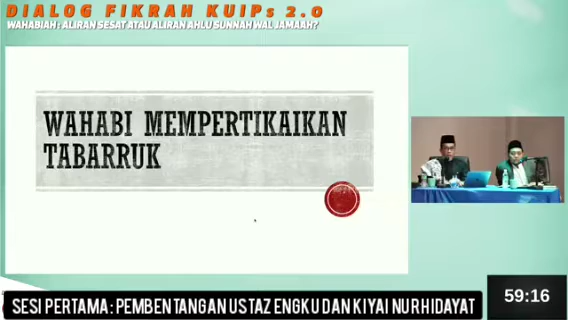 DIALOG FIKRAH KUIPs 2.0
WAHABIAH : ALIRAN SESAT ATAU ALIRAN AHLU SUNNAH WAL JAMAAH?
WAHABI MEMPERTIKAIKAN
TABARRUK
59:16
SESI PERTAMA : PEMBENTANGAN USTAZ ENGKU DAN KIYAI NURHIDAYAT